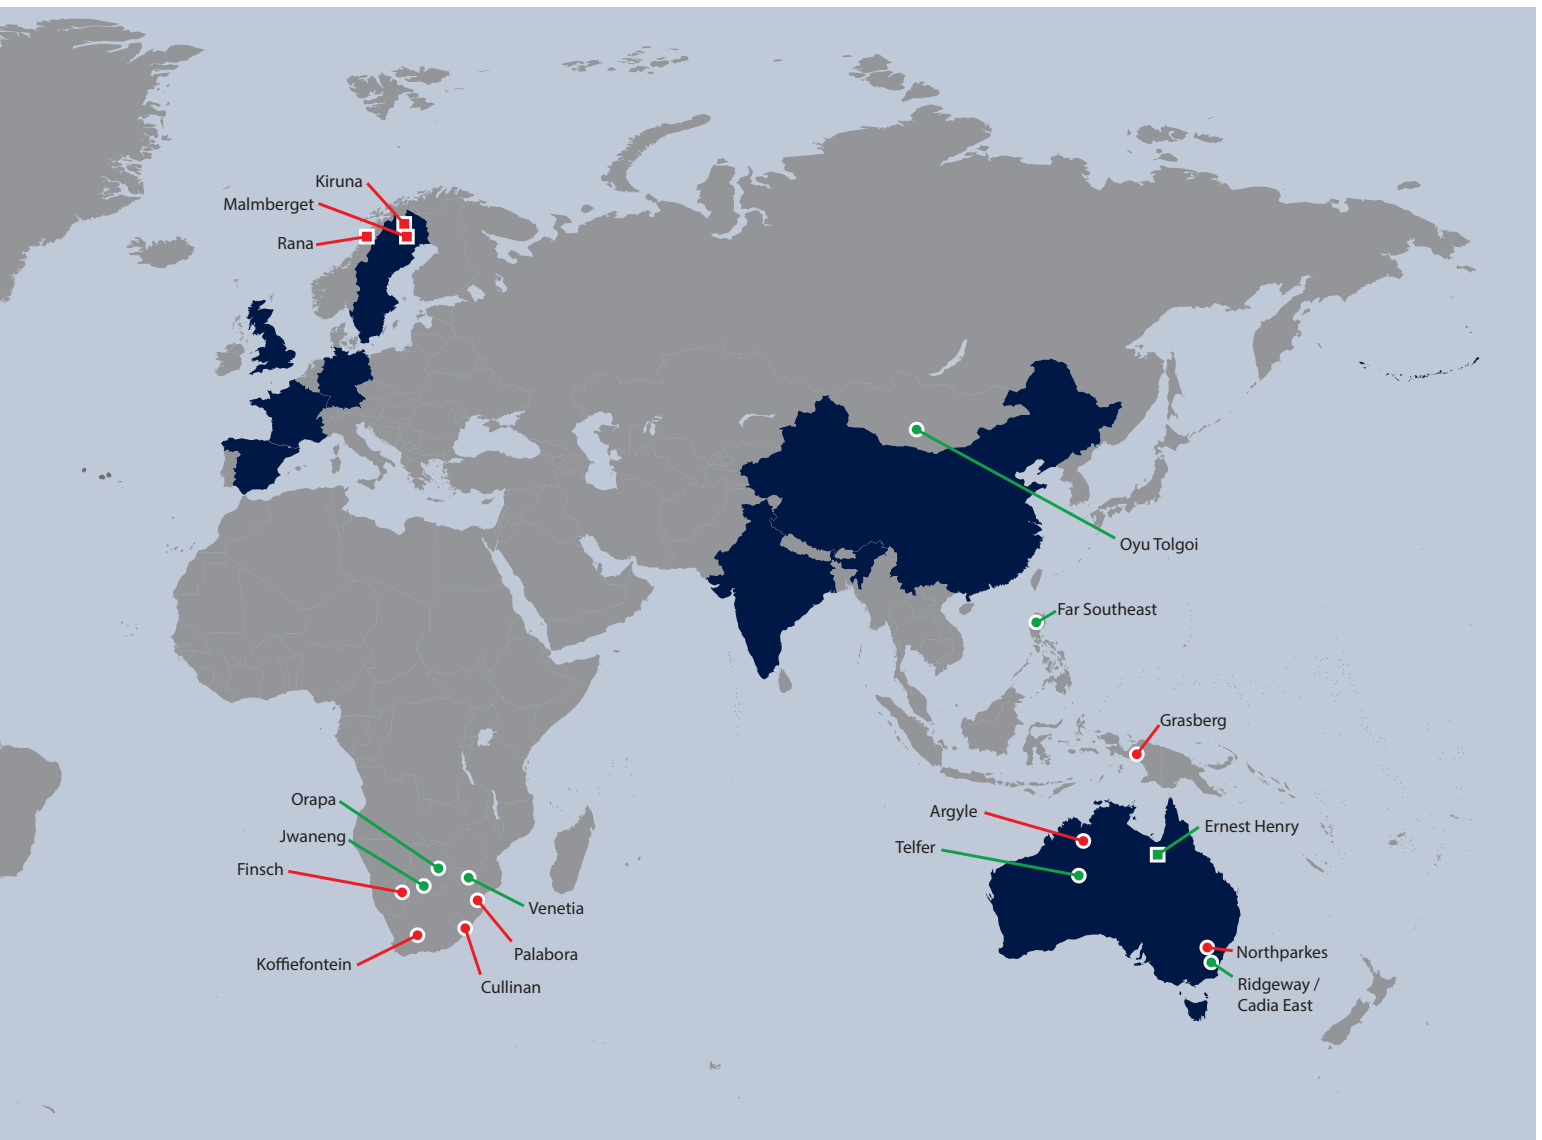 Kiruna
Malmberget
Rana
Oyu Tolgoi
Far Southeast
Grasberg
Orapa
Argyle
Ernest Henry
Jwaneng
Telfer
Finsch
Venetia
Palabora
Northparkes
Koffiefontein
Cullinan
Ridgeway /
Cadia East